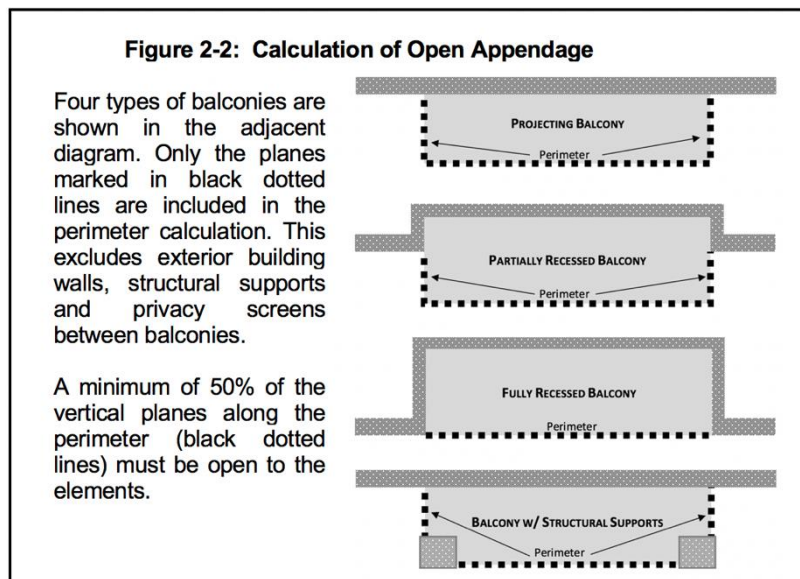 Figure 2-2: Calculation of Open Appendage
Four types of balconies are
shown in the adjacent
diagram. Only the planes
marked in black dotted
lines are included in the
perimeter calculation. This
excludes exterior building
walls, structural supports
and privacy screens
between balconies.
A minimum of 50% of the
vertical planes along the
perimeter (black dotted
lines) must be open to the
elements.
PROJECTING BALCONY
Perimeter
PARTIALLY RECESSED BALCONY
Perimeter
FULLY RECESSED BALCONY
Perimeter
BALCONY W/ STRUCTURAL SUPPORTS
Perimeter